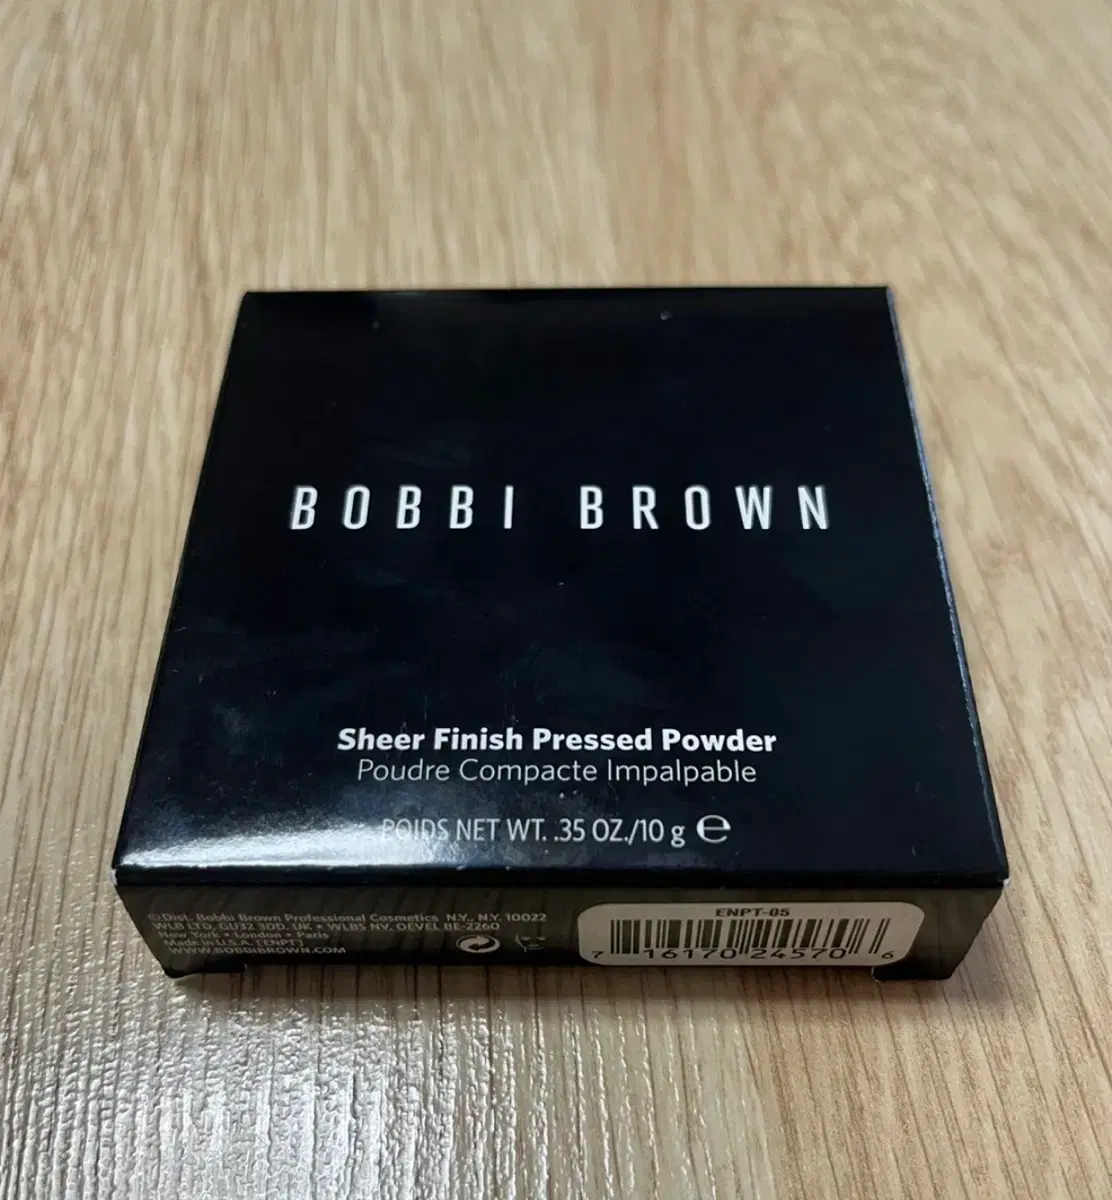 BOBBI BROWN
Sheer Finish Pressed Powder
Poudre Compacte Impalpable
POIDS NET WT. .35 OZ./10 g ℮
©Dist. Bobbi Brown Professional Cosmetics N.Y., N.Y. 10022
WLB LTD, GU32 3DD. UK • WLBS NV, OEVEL BE-2260
New York • London • Paris
Made in U.S.A. [ENPT]
WWW.BOBBIBROWN.COM
ENPT-05
7 16170 24570 6